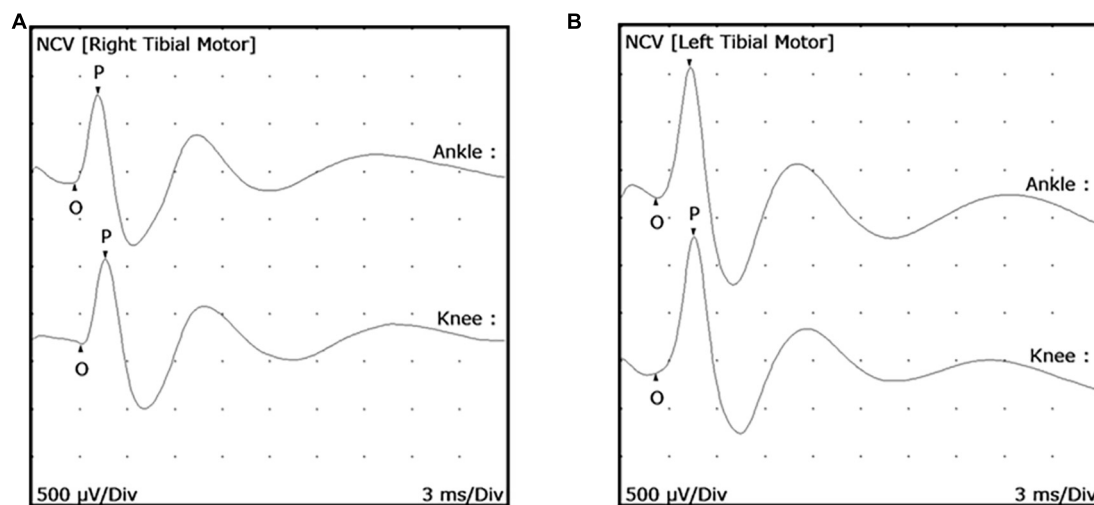 A
NCV [Right Tibial Motor]
P
Ankle :
O
P
Knee :
O
500 µV/Div
3 ms/Div
B
NCV [Left Tibial Motor]
Ankle :
O
P
Knee :
O
500 µV/Div
3 ms/Div